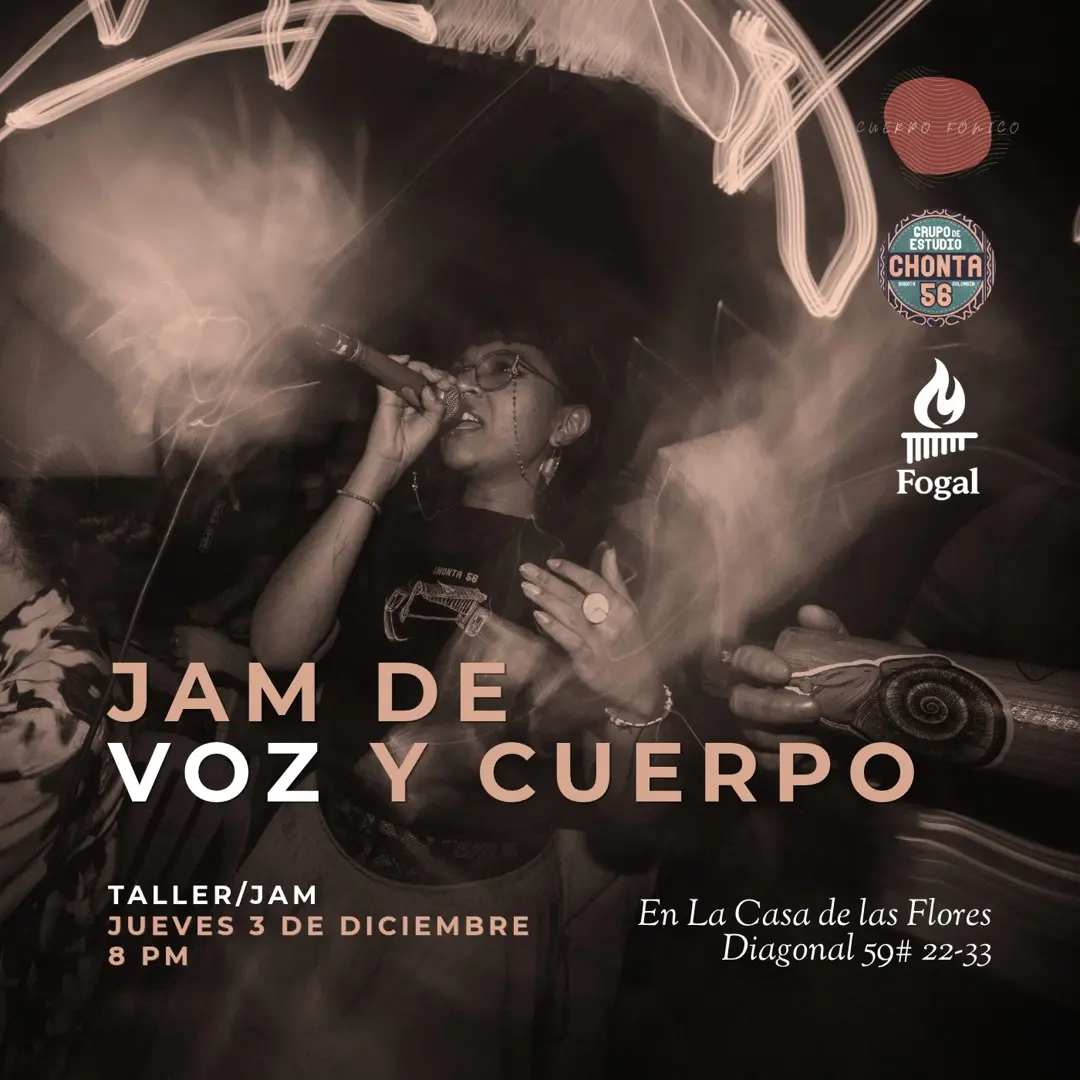 CUERPO FÓNICO
GRUPO DE
ESTUDIO
CHONTA
BOGOTÁ COLOMBIA
56
Fogal
CHONTA 56
JAM DE
VOZ Y CUERPO
TALLER/JAM
JUEVES 3 DE DICIEMBRE
8 PM
En La Casa de las Flores
Diagonal 59# 22-33